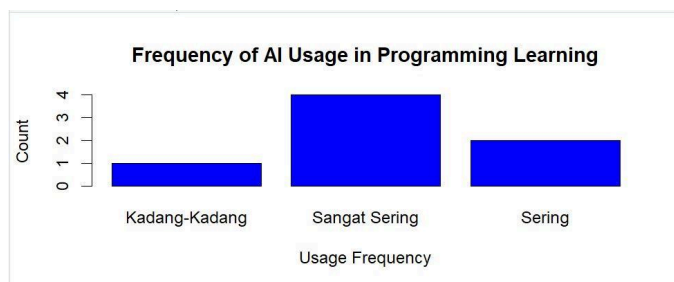 Frequency of AI Usage in Programming Learning
Count
4
3
2
1
0
Kadang-Kadang Sangat Sering Sering
Usage Frequency